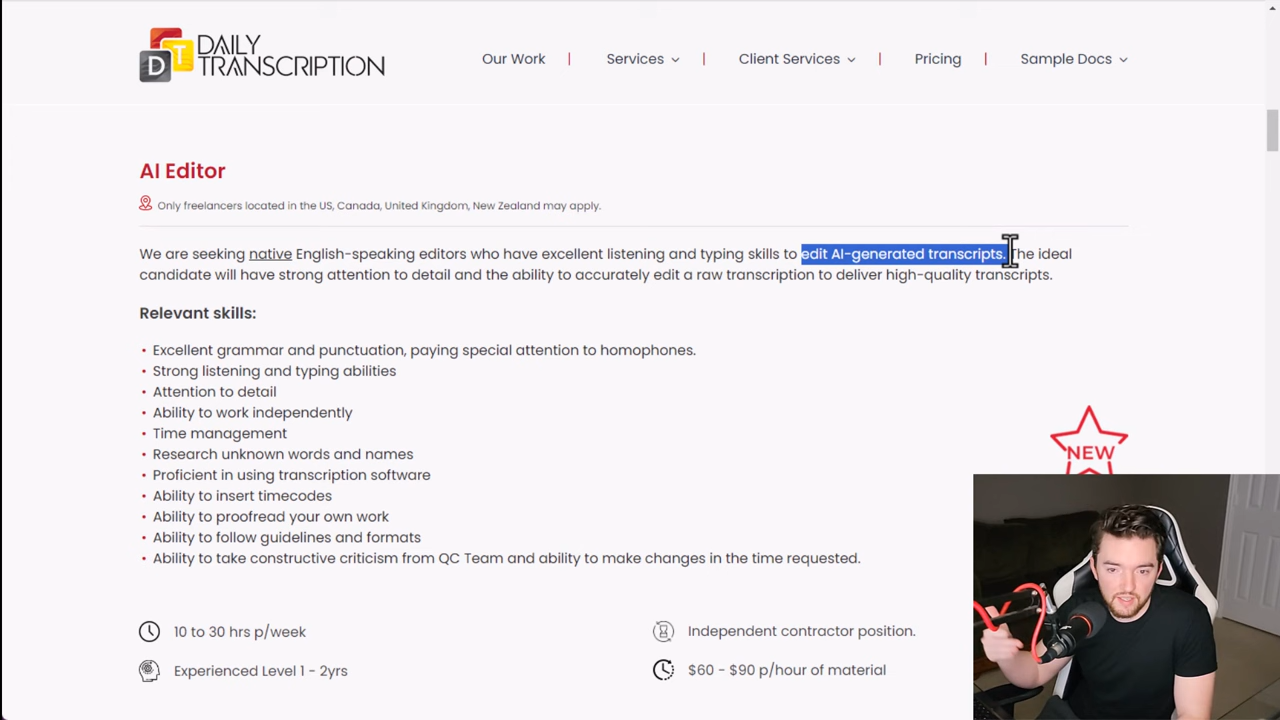 DAILY
TRANSCRIPTION
D T
Our Work | Services | Client Services | Pricing | Sample Docs
AI Editor
Only freelancers located in the US, Canada, United Kingdom, New Zealand may apply.
We are seeking native English-speaking editors who have excellent listening and typing skills to edit AI-generated transcripts. The ideal
candidate will have strong attention to detail and the ability to accurately edit a raw transcription to deliver high-quality transcripts.
Relevant skills:
• Excellent grammar and punctuation, paying special attention to homophones.
• Strong listening and typing abilities
• Attention to detail
• Ability to work independently
• Time management
• Research unknown words and names
• Proficient in using transcription software
• Ability to insert timecodes
• Ability to proofread your own work
• Ability to follow guidelines and formats
• Ability to take constructive criticism from QC Team and ability to make changes in the time requested.
NEW
10 to 30 hrs p/week
Independent contractor position.
Experienced Level 1 - 2yrs
$60 - $90 p/hour of material